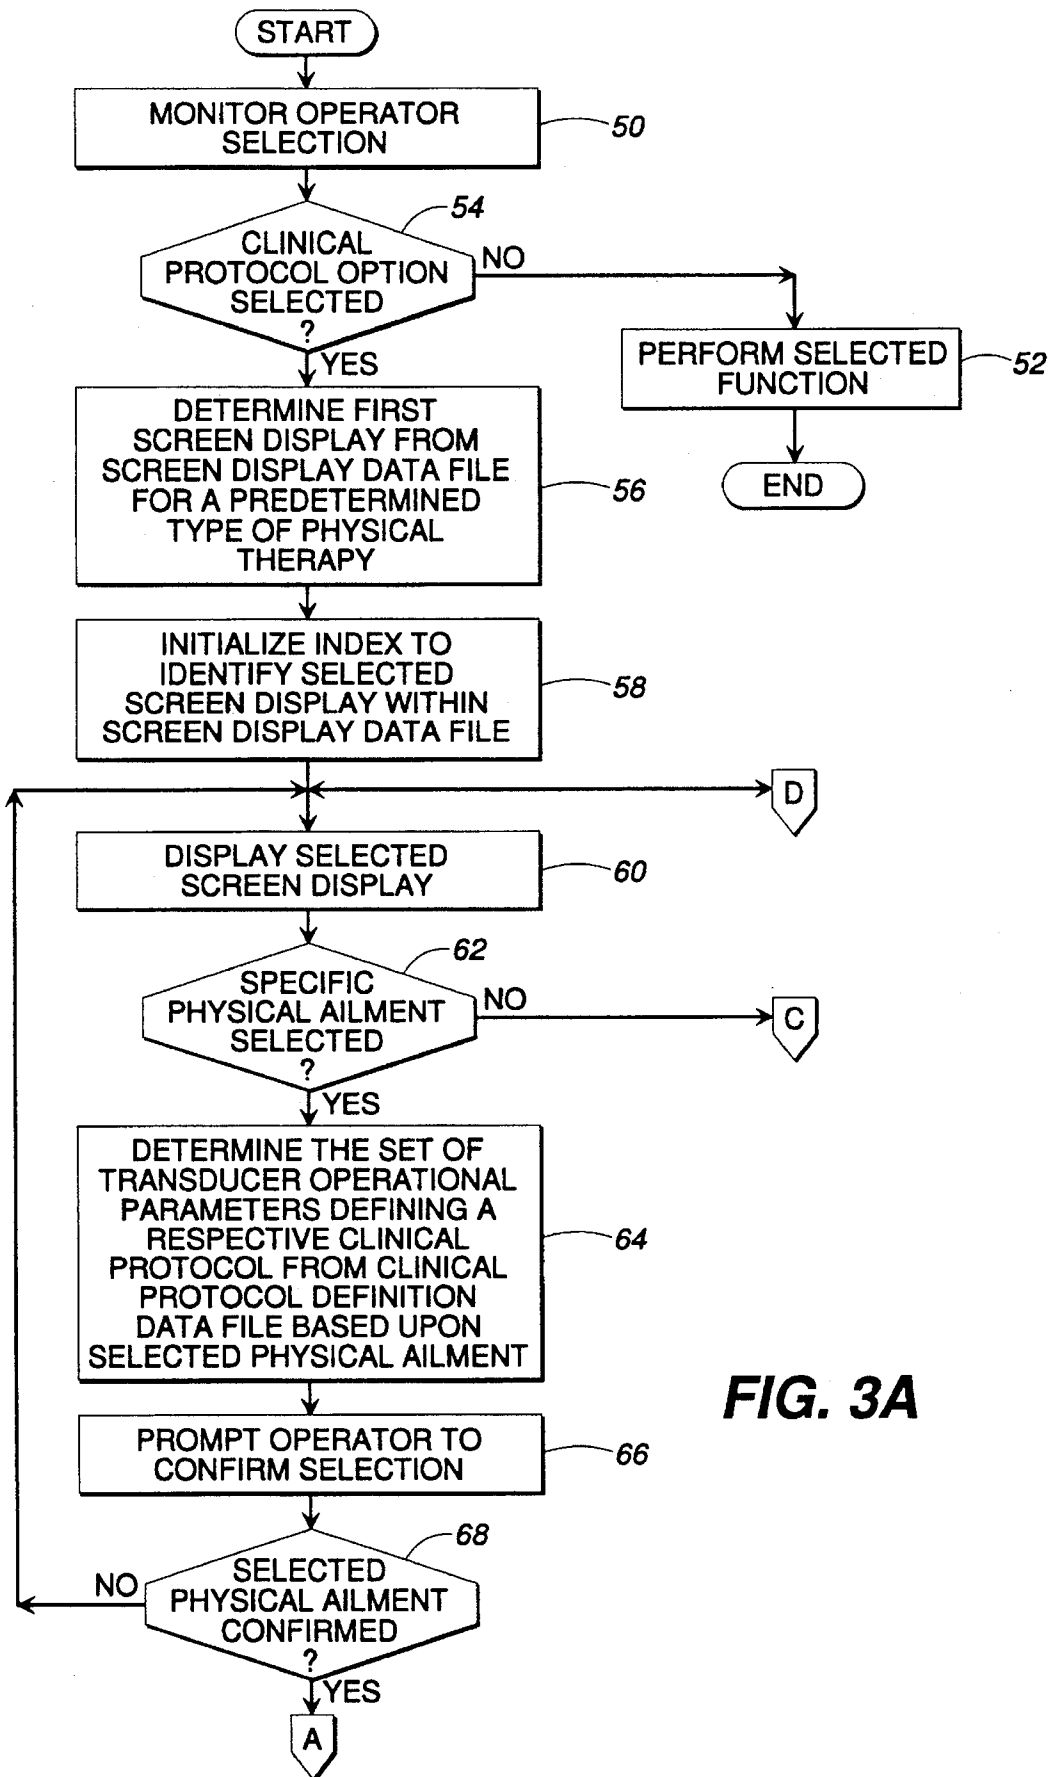 START
MONITOR OPERATOR
SELECTION
50
54
CLINICAL
PROTOCOL OPTION
SELECTED
?
NO
YES
PERFORM SELECTED
FUNCTION
52
END
DETERMINE FIRST
SCREEN DISPLAY FROM
SCREEN DISPLAY DATA FILE
FOR A PREDETERMINED
TYPE OF PHYSICAL
THERAPY
56
INITIALIZE INDEX TO
IDENTIFY SELECTED
SCREEN DISPLAY WITHIN
SCREEN DISPLAY DATA FILE
58
D
DISPLAY SELECTED
SCREEN DISPLAY
60
62
SPECIFIC
PHYSICAL AILMENT
SELECTED
?
NO
C
YES
DETERMINE THE SET OF
TRANSDUCER OPERATIONAL
PARAMETERS DEFINING A
RESPECTIVE CLINICAL
PROTOCOL FROM CLINICAL
PROTOCOL DEFINITION
DATA FILE BASED UPON
SELECTED PHYSICAL AILMENT
64
FIG. 3A
PROMPT OPERATOR TO
CONFIRM SELECTION
66
68
SELECTED
PHYSICAL AILMENT
CONFIRMED
?
NO
YES
A